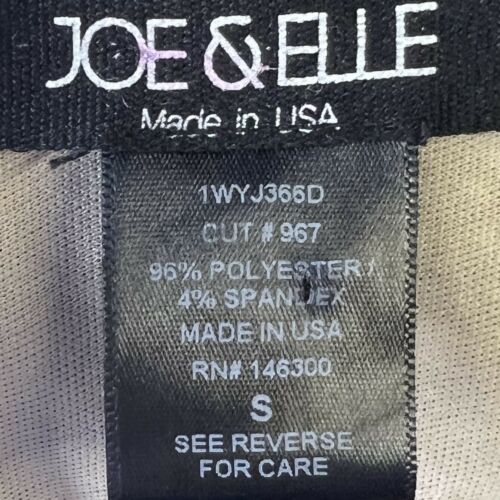 JOE & ELLE
Made in USA
1WYJ366D
CUT # 967
96% POLYESTER /
4% SPANDEX
MADE IN USA
RN# 146300
S
SEE REVERSE
FOR CARE